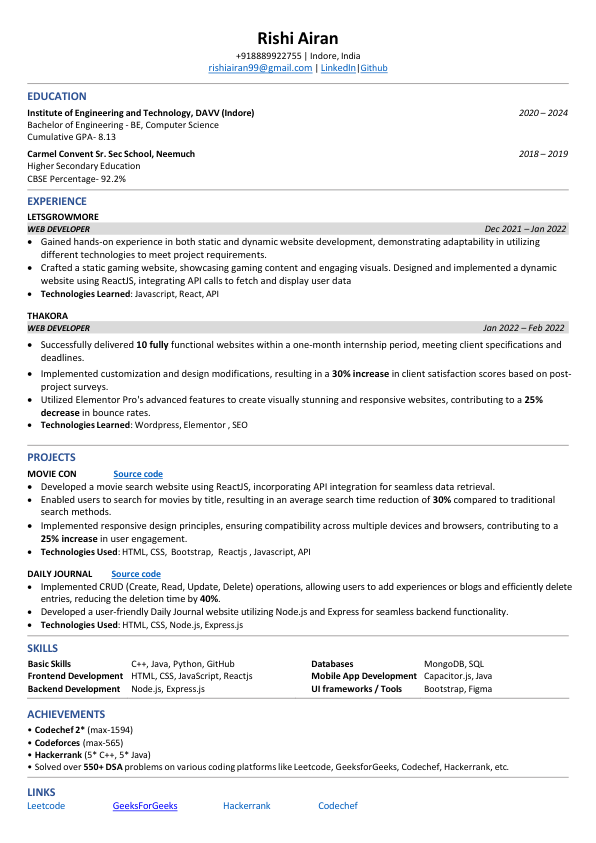 Rishi Airan
+918889922755 | Indore, India
rishiairan99@gmail.com | LinkedIn|Github
EDUCATION
Institute of Engineering and Technology, DAVV (Indore) 2020 – 2024
Bachelor of Engineering - BE, Computer Science
Cumulative GPA- 8.13
Carmel Convent Sr. Sec School, Neemuch 2018 – 2019
Higher Secondary Education
CBSE Percentage- 92.2%
EXPERIENCE
LETSGROWMORE
WEB DEVELOPER Dec 2021 – Jan 2022
• Gained hands-on experience in both static and dynamic website development, demonstrating adaptability in utilizing
different technologies to meet project requirements.
• Crafted a static gaming website, showcasing gaming content and engaging visuals. Designed and implemented a dynamic
website using ReactJS, integrating API calls to fetch and display user data
• Technologies Learned: Javascript, React, API
THAKORA
WEB DEVELOPER Jan 2022 – Feb 2022
• Successfully delivered 10 fully functional websites within a one-month internship period, meeting client specifications and
deadlines.
• Implemented customization and design modifications, resulting in a 30% increase in client satisfaction scores based on post-
project surveys.
• Utilized Elementor Pro's advanced features to create visually stunning and responsive websites, contributing to a 25%
decrease in bounce rates.
• Technologies Learned: Wordpress, Elementor , SEO
PROJECTS
MOVIE CON Source code
• Developed a movie search website using ReactJS, incorporating API integration for seamless data retrieval.
• Enabled users to search for movies by title, resulting in an average search time reduction of 30% compared to traditional
search methods.
• Implemented responsive design principles, ensuring compatibility across multiple devices and browsers, contributing to a
25% increase in user engagement.
• Technologies Used: HTML, CSS, Bootstrap, Reactjs , Javascript, API
DAILY JOURNAL Source code
• Implemented CRUD (Create, Read, Update, Delete) operations, allowing users to add experiences or blogs and efficiently delete
entries, reducing the deletion time by 40%.
• Developed a user-friendly Daily Journal website utilizing Node.js and Express for seamless backend functionality.
• Technologies Used: HTML, CSS, Node.js, Express.js
SKILLS
Basic Skills C++, Java, Python, GitHub Databases MongoDB, SQL
Frontend Development HTML, CSS, JavaScript, Reactjs Mobile App Development Capacitor.js, Java
Backend Development Node.js, Express.js UI frameworks / Tools Bootstrap, Figma
ACHIEVEMENTS
• Codechef 2* (max-1594)
• Codeforces (max-565)
• Hackerrank (5* C++, 5* Java)
• Solved over 550+ DSA problems on various coding platforms like Leetcode, GeeksforGeeks, Codechef, Hackerrank, etc.
LINKS
Leetcode GeeksForGeeks Hackerrank Codechef